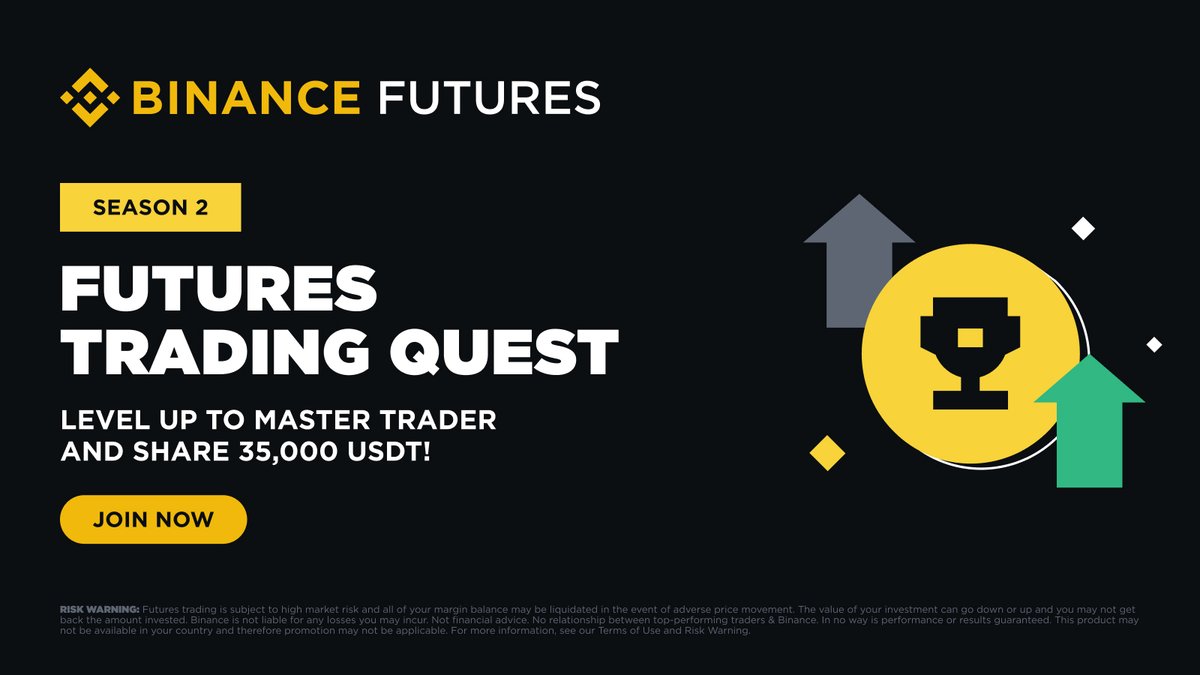 BINANCE FUTURES
SEASON 2
FUTURES
TRADING QUEST
LEVEL UP TO MASTER TRADER
AND SHARE 35,000 USDT!
JOIN NOW
RISK WARNING: Futures trading is subject to high market risk and all of your margin balance may be liquidated in the event of adverse price movement. The value of your investment can go down or up and you may not get
back the amount invested. Binance is not liable for any losses you may incur. Not financial advice. No relationship between top-performing traders & Binance. In no way is performance or results guaranteed. This product may
not be available in your country and therefore promotion may not be applicable. For more information, see our Terms of Use and Risk Warning.